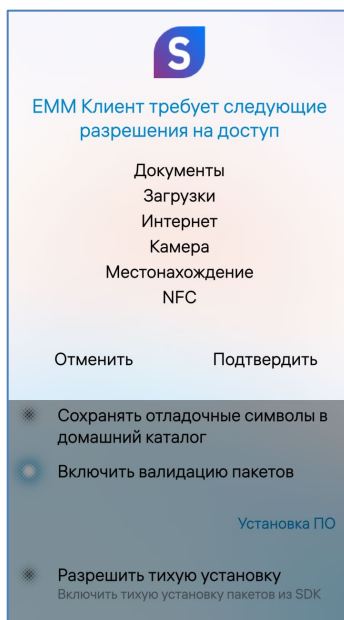 S
ЕММ Клиент требует следующие
разрешения на доступ
Документы
Загрузки
Интернет
Камера
Местонахождение
NFC
Отменить Подтвердить
Сохранять отладочные символы в
домашний каталог
Включить валидацию пакетов
Установка ПО
Разрешить тихую установку
Включить тихую установку пакетов из SDK